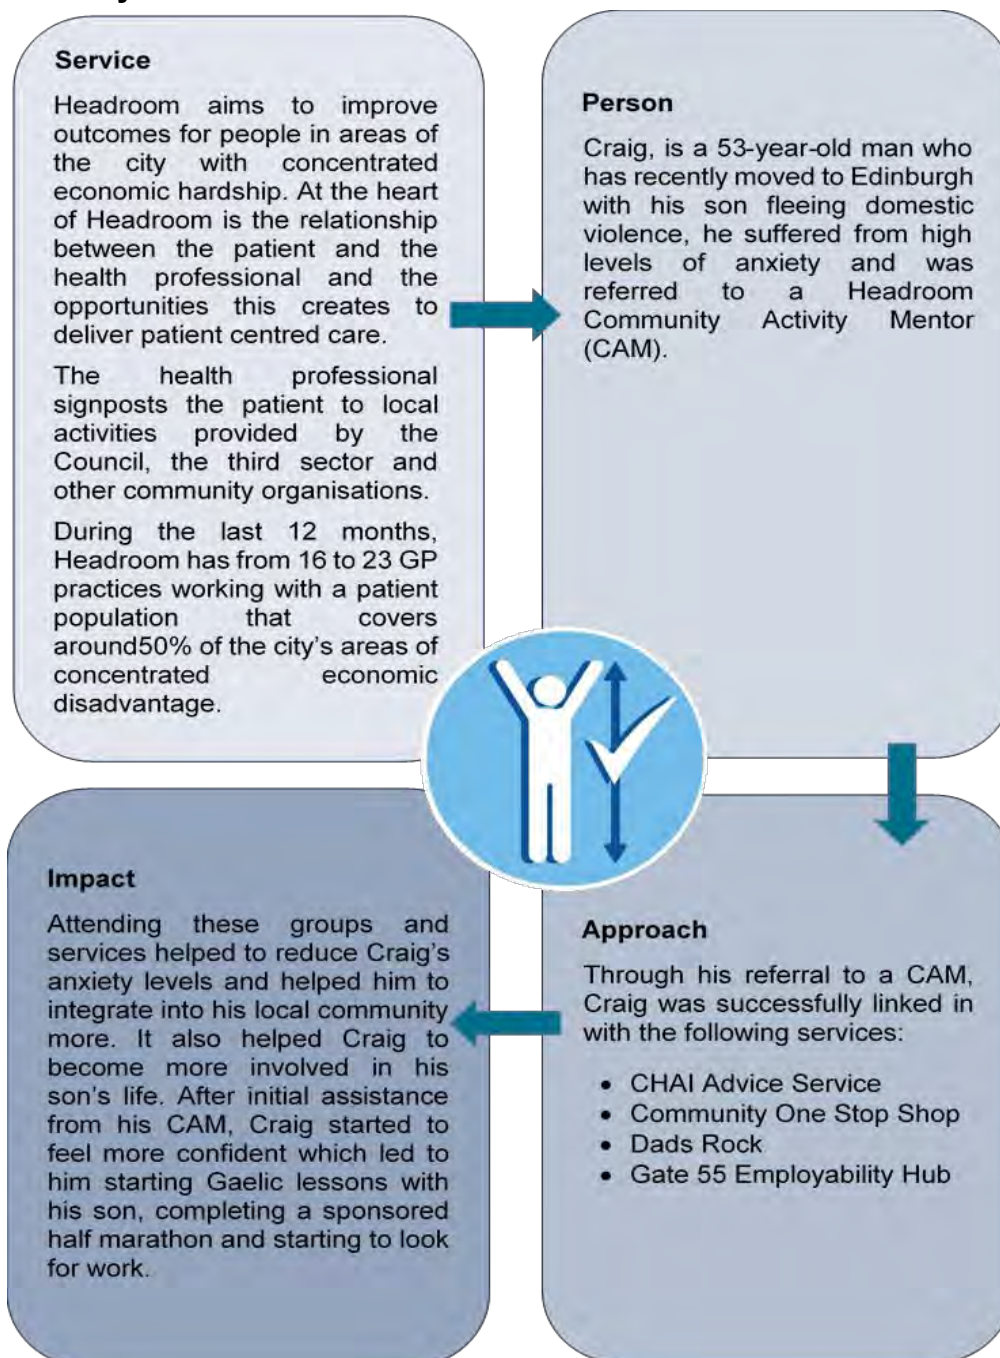 Service
Headroom aims to improve
outcomes for people in areas of
the city with concentrated
economic hardship. At the heart
of Headroom is the relationship
between the patient and the
health professional and the
opportunities this creates to
deliver patient centred care.
The health professional
signposts the patient to local
activities provided by the
Council, the third sector and
other community organisations.
During the last 12 months,
Headroom has from 16 to 23 GP
practices working with a patient
population that covers
around50% of the city's areas of
concentrated economic
disadvantage.
Person
Craig, is a 53-year-old man who
has recently moved to Edinburgh
with his son fleeing domestic
violence, he suffered from high
levels of anxiety and was
referred to a Headroom
Community Activity Mentor
(CAM).
Approach
Through his referral to a CAM,
Craig was successfully linked in
with the following services:
• CHAI Advice Service
• Community One Stop Shop
• Dads Rock
• Gate 55 Employability Hub
Impact
Attending these groups and
services helped to reduce Craig's
anxiety levels and helped him to
integrate into his local community
more. It also helped Craig to
become more involved in his
son's life. After initial assistance
from his CAM, Craig started to
feel more confident which led to
him starting Gaelic lessons with
his son, completing a sponsored
half marathon and starting to look
for work.